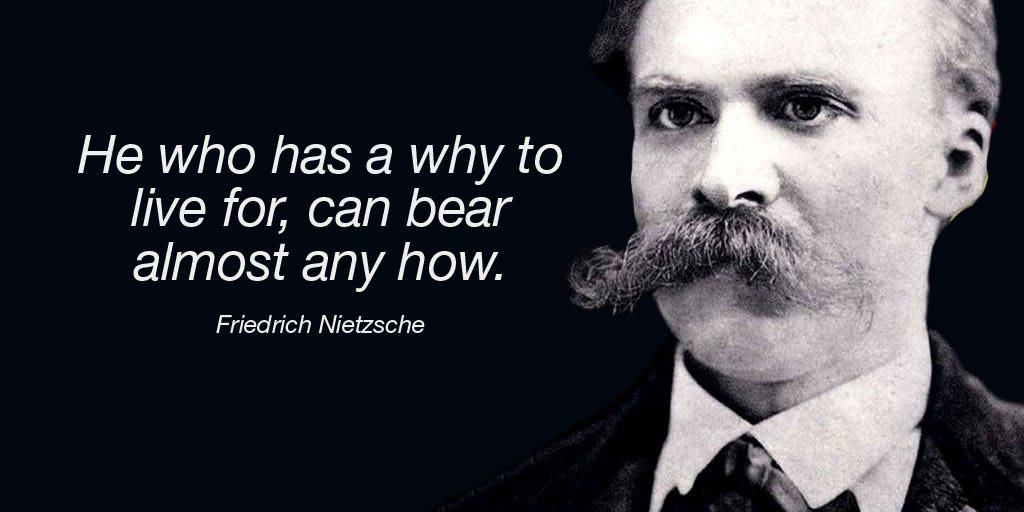 He who has a why to
live for, can bear
almost any how.
Friedrich Nietzsche